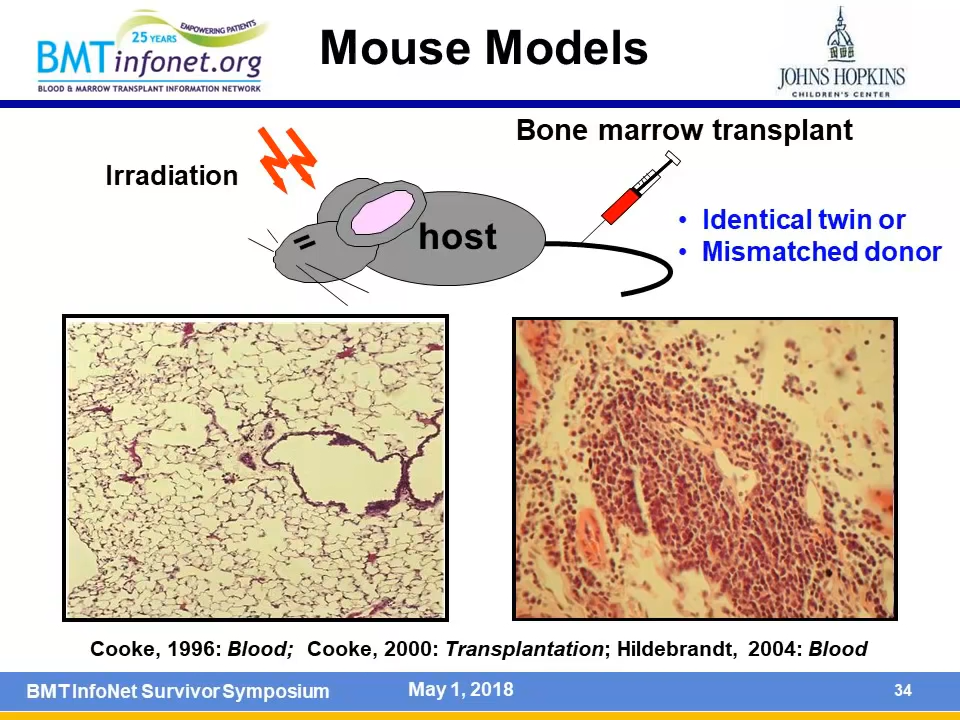 25 YEARS EMPOWERING PATIENTS
BMTinfonet.org
BLOOD & MARROW TRANSPLANT INFORMATION NETWORK
Mouse Models
JOHNS HOPKINS
CHILDREN'S CENTER
Bone marrow transplant
Irradiation
host
• Identical twin or
• Mismatched donor
Cooke, 1996: Blood; Cooke, 2000: Transplantation; Hildebrandt, 2004: Blood
BMT InfoNet Survivor Symposium
May 1, 2018
34